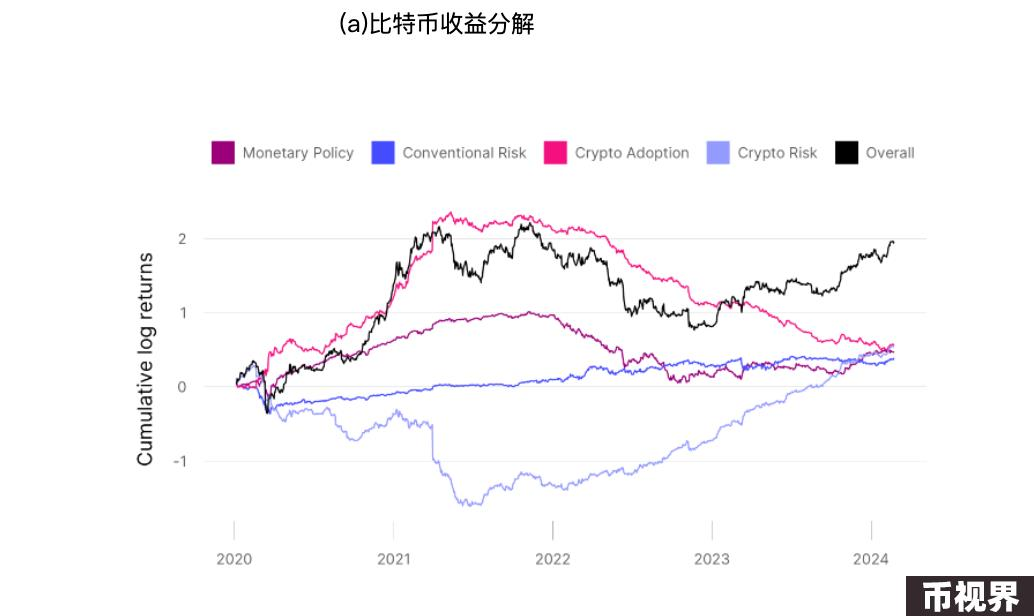 (a)比特币收益分解
Monetary Policy Conventional Risk Crypto Adoption Crypto Risk Overall
Cumulative log returns
2
1
0
-1
2020 2021 2022 2023 2024
币视界